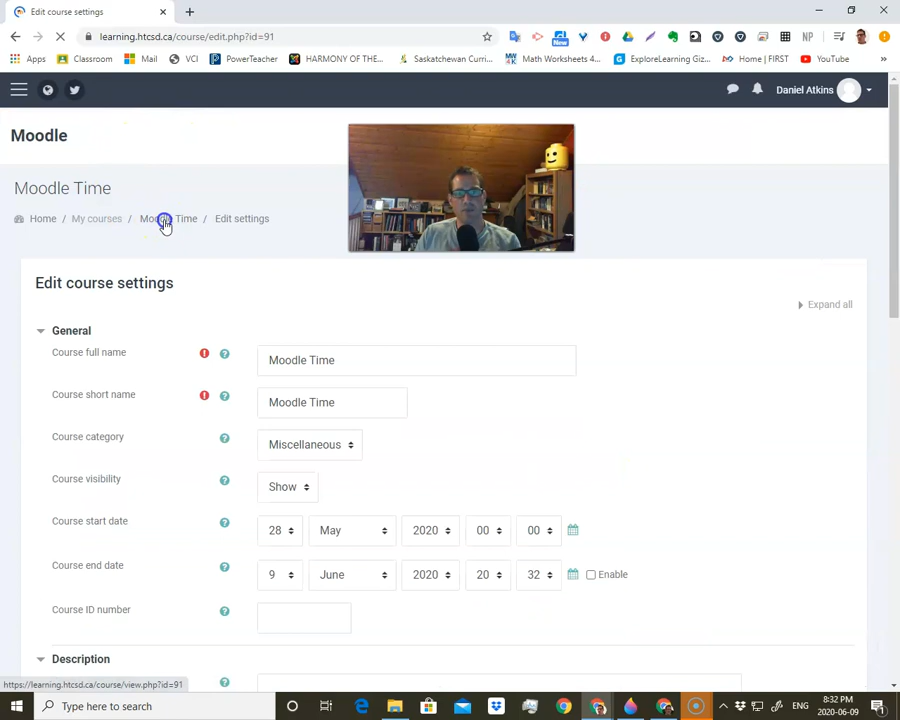 Edit course settings
learning.htcsd.ca/course/edit.php?id=91
New
NP
Apps
Classroom
Mail
VCI
PowerTeacher
HARMONY OF THE...
Saskatchewan Curri...
Math Worksheets 4...
ExploreLearning Giz...
Home | FIRST
YouTube
»
Daniel Atkins
Moodle
Moodle Time
Home / My courses / Moodle Time / Edit settings
Edit course settings
Expand all
General
Course full name
Moodle Time
Course short name
Moodle Time
Course category
Miscellaneous
Course visibility
Show
Course start date
28 May 2020 00 00
Course end date
9 June 2020 20 32 Enable
Course ID number
Description
https://learning.htcsd.ca/course/view.php?id=91
Type here to search
ENG
8:32 PM
2020-06-09